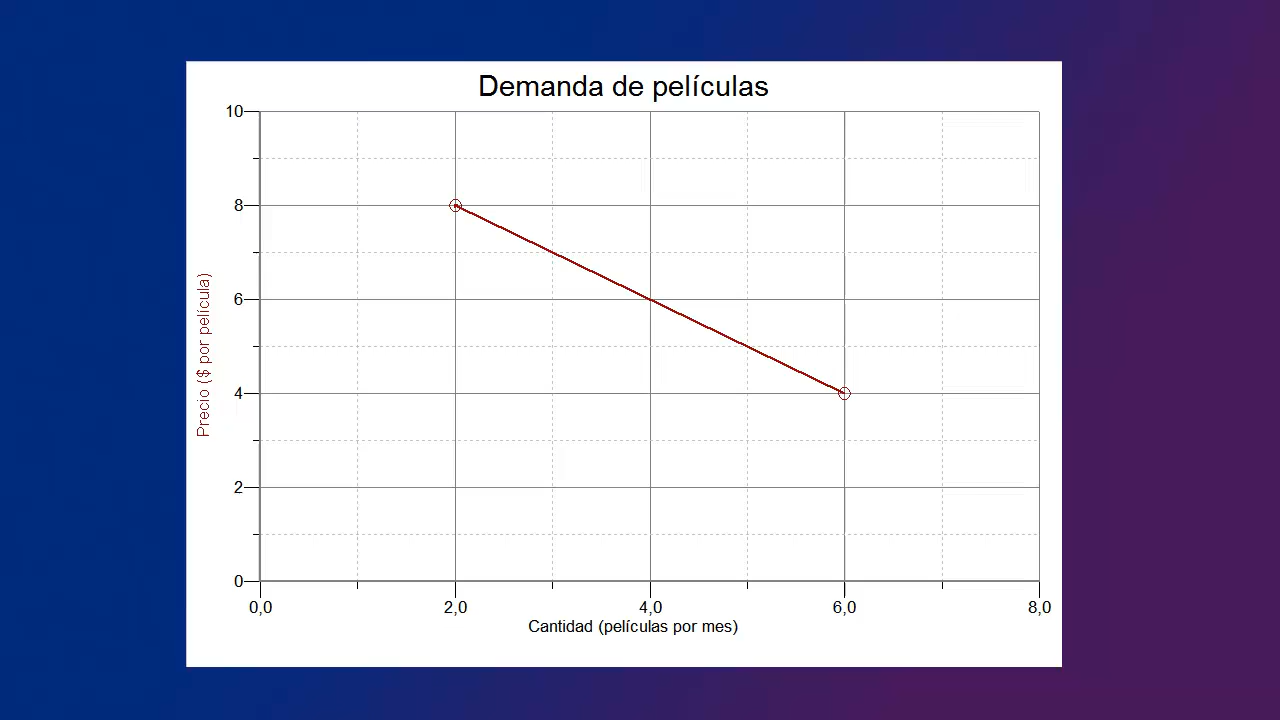 Demanda de películas
10
8
6
4
2
0
Precio ($ por película)
0,0 2,0 4,0 6,0 8,0
Cantidad (películas por mes)